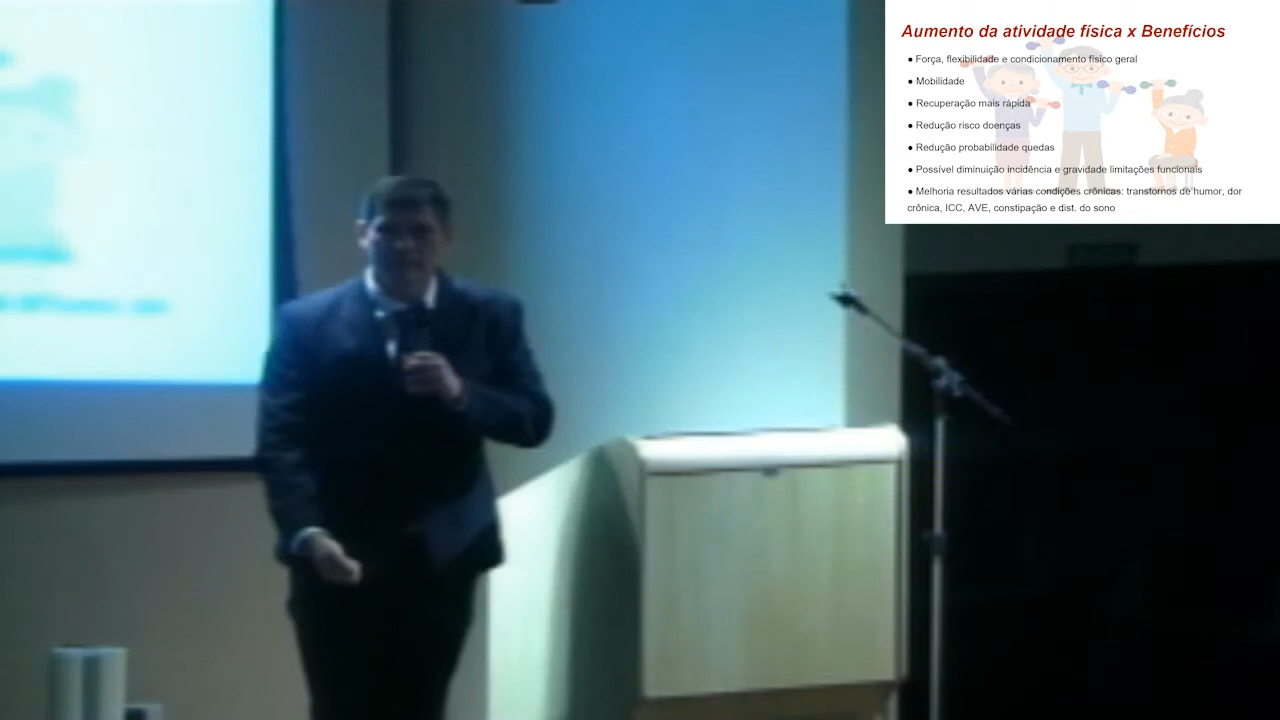 Aumento da atividade física x Benefícios
● Força, flexibilidade e condicionamento físico geral
● Mobilidade
● Recuperação mais rápida
● Redução risco doenças
● Redução probabilidade quedas
● Possível diminuição incidência e gravidade limitações funcionais
● Melhoria resultados várias condições crônicas: transtornos de humor, dor
crônica, ICC, AVE, constipação e dist. do sono